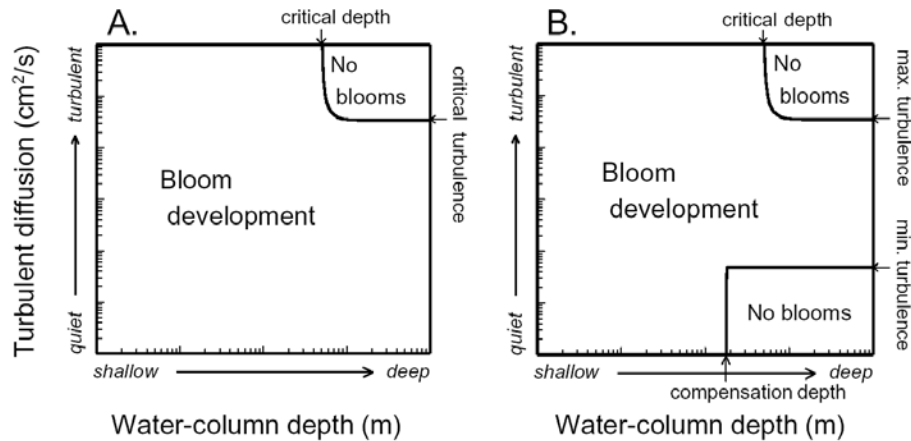 A.
critical depth
No
blooms
critical turbulence
Bloom
development
Turbulent diffusion (cm²/s)
turbulent
quiet
shallow
deep
Water-column depth (m)
B.
critical depth
No
blooms
max. turbulence
Bloom
development
min. turbulence
No blooms
turbulent
quiet
shallow
deep
compensation depth
Water-column depth (m)